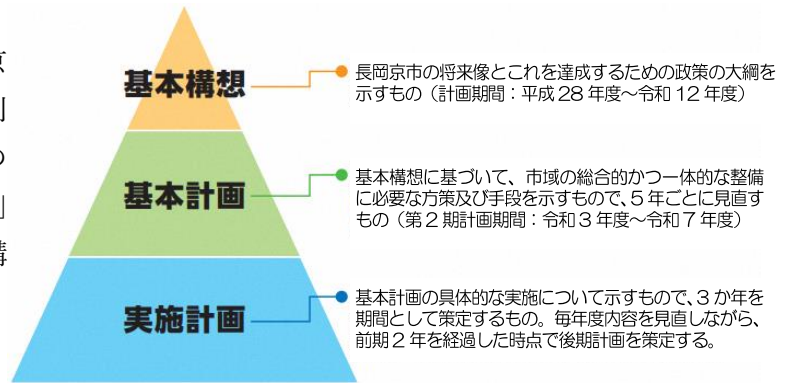 基本構想
長岡京市の将来像とこれを達成するための政策の大綱を
示すもの（計画期間：平成28年度～令和12年度）
基本計画
基本構想に基づいて、市域の総合的かつ一体的な整備
に必要な方策及び手段を示すもので、5年ごとに見直す
もの（第2期計画期間：令和3年度～令和7年度）
実施計画
基本計画の具体的な実施について示すもので、3か年を
期間として策定するもの。毎年度内容を見直しながら、
前期2年を経過した時点で後期計画を策定する。